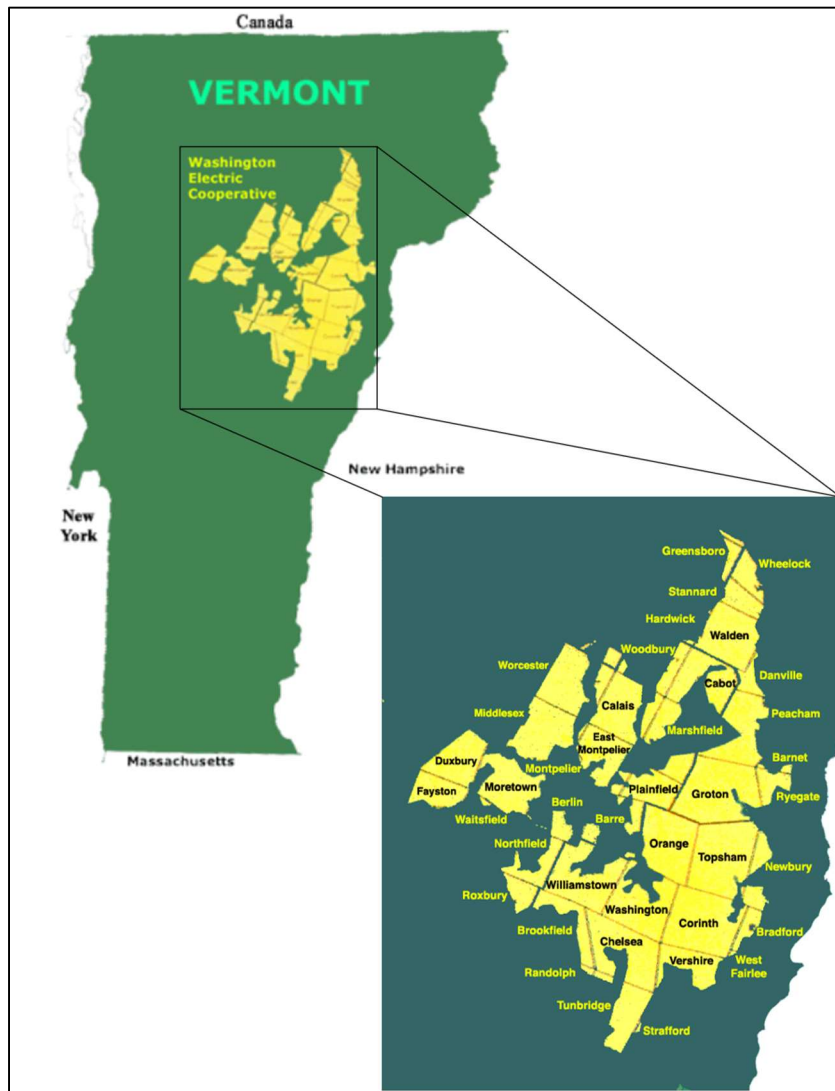 Canada
VERMONT
Washington
Electric
Cooperative
New Hampshire
New
York
Massachusetts
Greensboro
Wheelock
Stannard
Hardwick
Walden
Woodbury
Worcester
Danville
Cabot
Calais
Middlesex
Peacham
Marshfield
East
Montpelier
Barnet
Duxbury
Montpelier
Moretown
Plainfield
Groton
Fayston
Ryegate
Berlin
Waitsfield
Barre
Northfield
Orange
Topsham
Newbury
Williamstown
Roxbury
Washington
Corinth
Brookfield
Bradford
Chelsea
West
Fairlee
Vershire
Randolph
Tunbridge
Strafford